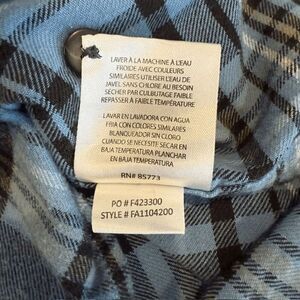 LAVER À LA MACHINE À L'EAU
FROIDE AVEC COULEURS
SIMILAIRES UTILISER L'EAU DE
JAVEL SANS CHLORE AU BESOIN
SÉCHER PAR CULBUTAGE FAIBLE
REPASSER À FAIBLE TEMPÉRATURE
LAVAR EN LAVADORA CON AGUA
FRIA CON COLORES SIMILARES
BLANQUEADOR SIN CLORO
CUANDO SE NECESITE SECAR EN
BAJA TEMPERATURA PLANCHAR
EN BAJA TEMPERATURA
RN# 85773
PO # F423300
STYLE # FA1104200